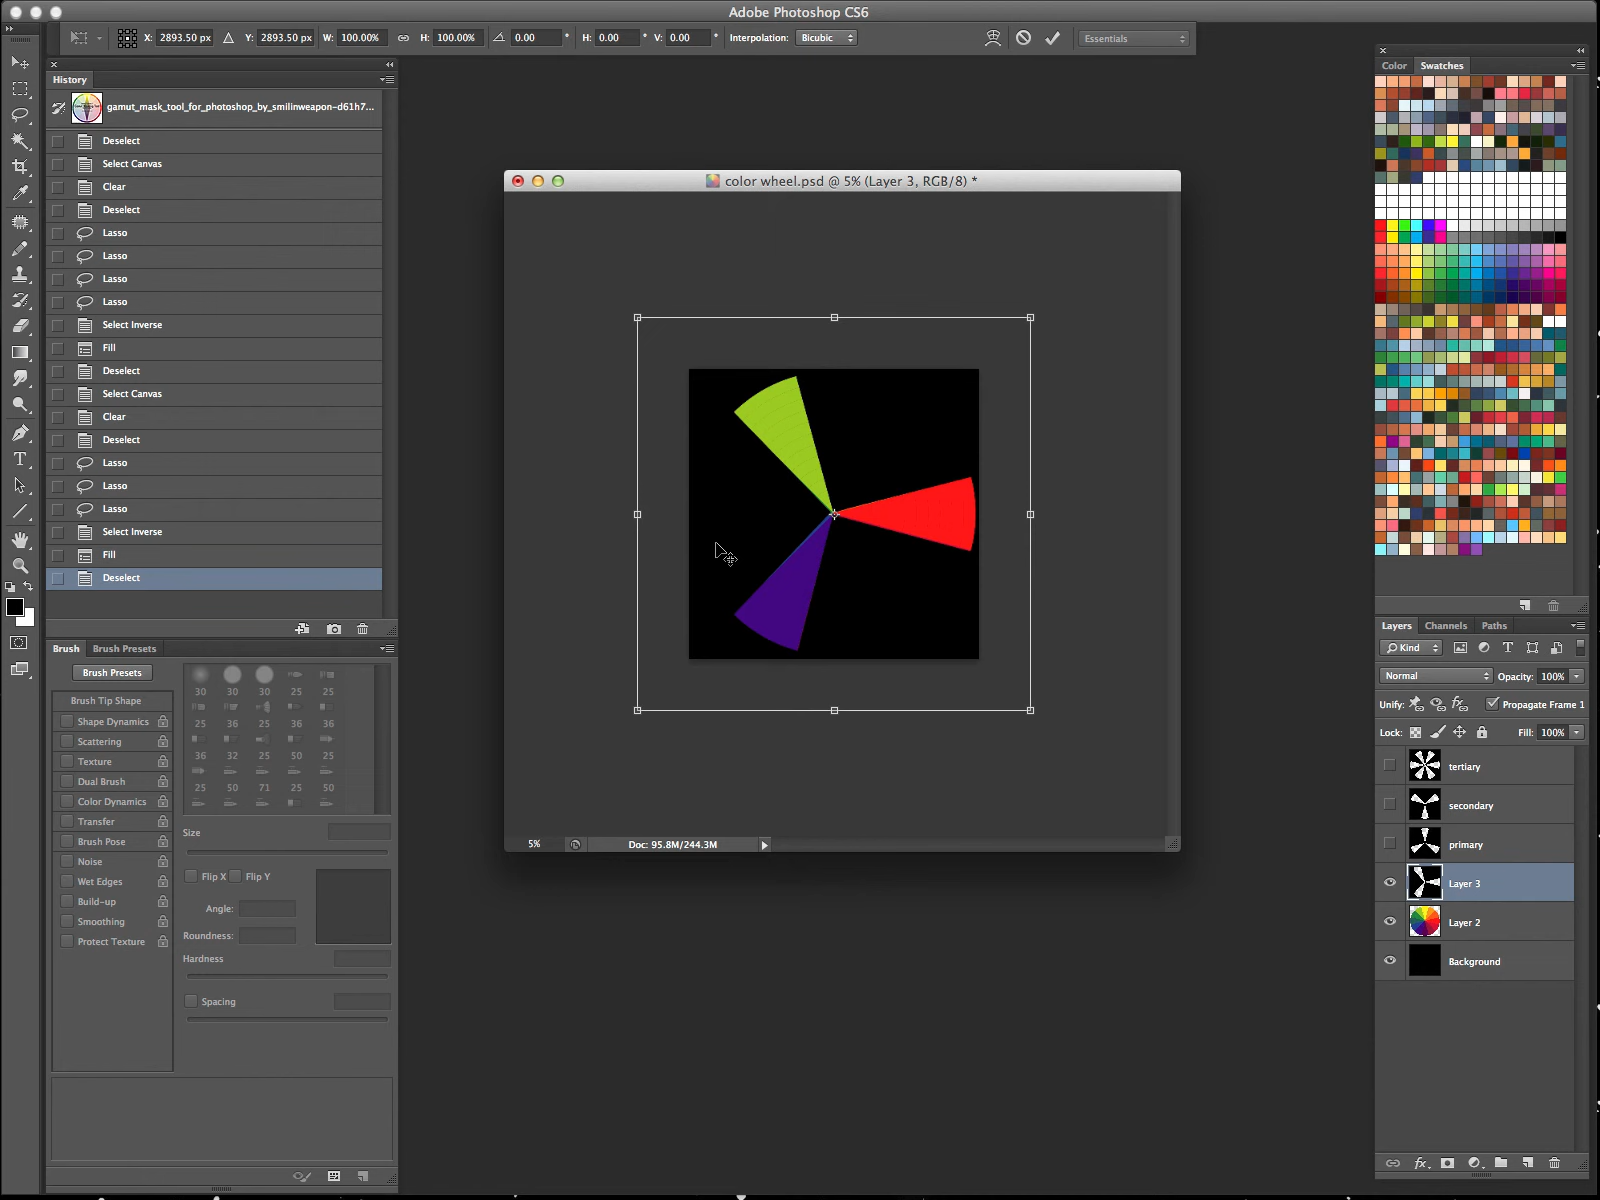 Adobe Photoshop CS6
X: 2893.50 px Y: 2893.50 px W: 100.00% H: 100.00% 0.00 ° H: 0.00 ° V: 0.00 ° Interpolation: Bicubic Essentials
History
gamut_mask_tool_for_photoshop_by_smilinweapon-d61h7...
Deselect
Select Canvas
Clear
Deselect
Lasso
Lasso
Lasso
Lasso
Select Inverse
Fill
Deselect
Select Canvas
Clear
Deselect
Lasso
Lasso
Lasso
Select Inverse
Fill
Deselect
Brush Brush Presets
Brush Presets
Brush Tip Shape
Shape Dynamics
Scattering
Texture
Dual Brush
Color Dynamics
Transfer
Brush Pose
Noise
Wet Edges
Build-up
Smoothing
Protect Texture
30 30 30 25 25
25 36 25 36 36
36 32 25 50 25
25 50 71 25 50
Size
Flip X Flip Y
Angle:
Roundness:
Hardness
Spacing
color wheel.psd @ 5% (Layer 3, RGB/8) *
5% Doc: 95.8M/244.3M
Color Swatches
Layers Channels Paths
Kind
Normal Opacity: 100%
Unify: Propagate Frame 1
Lock: Fill: 100%
tertiary
secondary
primary
Layer 3
Layer 2
Background